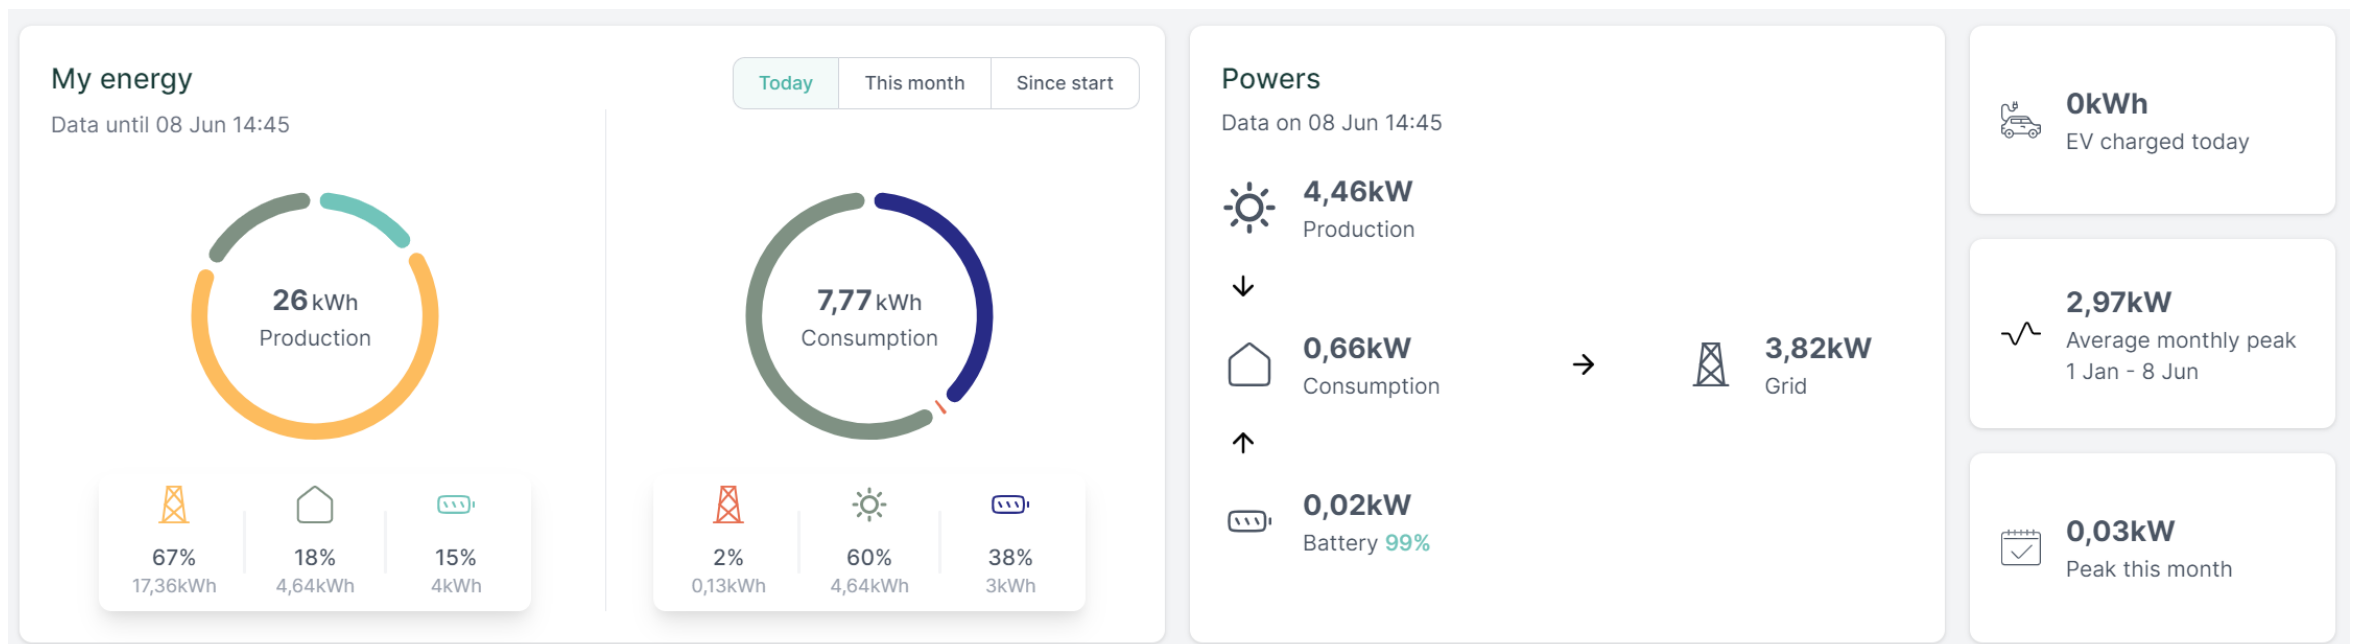 My energy
Data until 08 Jun 14:45
Today
This month
Since start
26 kWh
Production
67%
17,36kWh
18%
4,64kWh
15%
4kWh
7,77 kWh
Consumption
2%
0,13kWh
60%
4,64kWh
38%
3kWh
Powers
Data on 08 Jun 14:45
4,46kW
Production
0,66kW
Consumption
3,82kW
Grid
0,02kW
Battery 99%
0kWh
EV charged today
2,97kW
Average monthly peak
1 Jan - 8 Jun
0,03kW
Peak this month